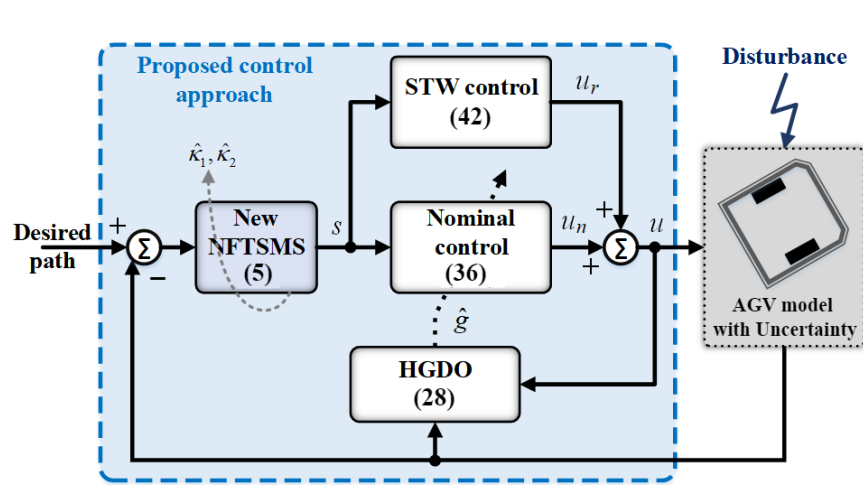 Proposed control
approach
Disturbance
STW control
(42)
u_r
κ̂₁, κ̂₂
Desired
path
+
Σ
−
New
NFTSMS
(5)
s
Nominal
control
(36)
u_n
+
+
Σ
u
AGV model
with Uncertainty
ĝ
HGDO
(28)